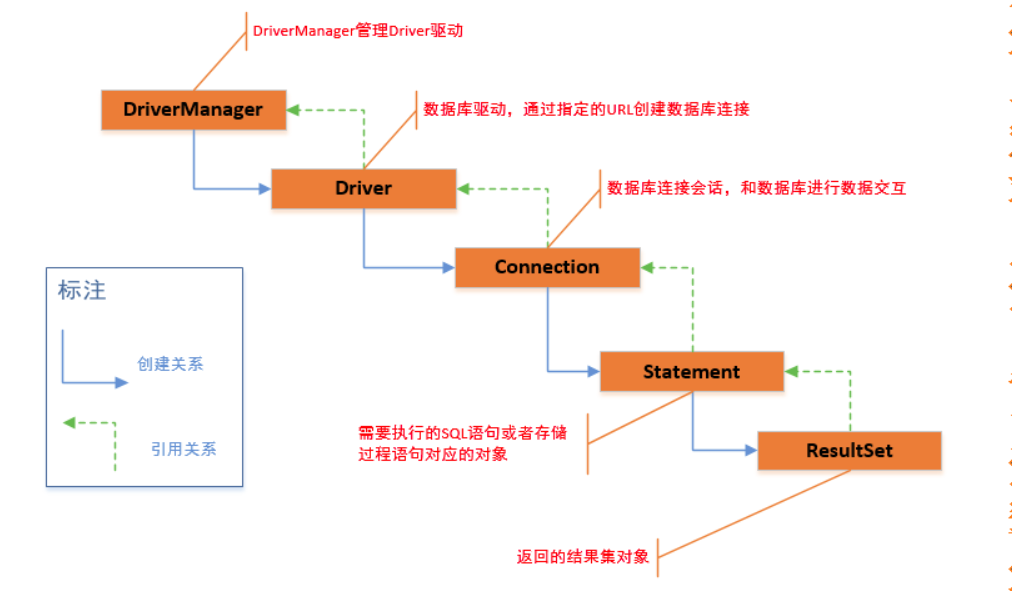 DriverManager管理Driver驱动
DriverManager
数据库驱动，通过指定的URL创建数据库连接
Driver
数据库连接会话，和数据库进行数据交互
Connection
标注
创建关系
引用关系
Statement
需要执行的SQL语句或者存储
过程语句对应的对象
ResultSet
返回的结果集对象